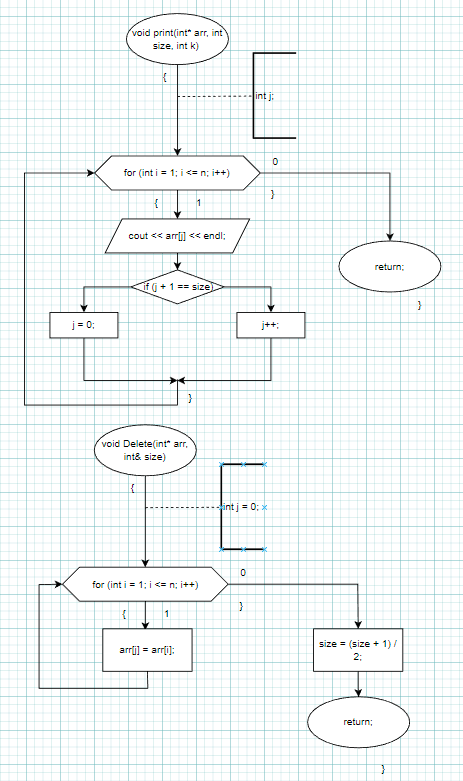 void print(int* arr, int
size, int k)
{
int j;
for (int i = 1; i <= n; i++)
0
}
{
1
cout << arr[j] << endl;
return;
if (j + 1 == size)
}
j = 0;
j++;
}
void Delete(int* arr,
int& size)
{
int j = 0;
for (int i = 1; i <= n; i++)
0
}
{
1
arr[j] = arr[i];
size = (size + 1) /
2;
return;
}